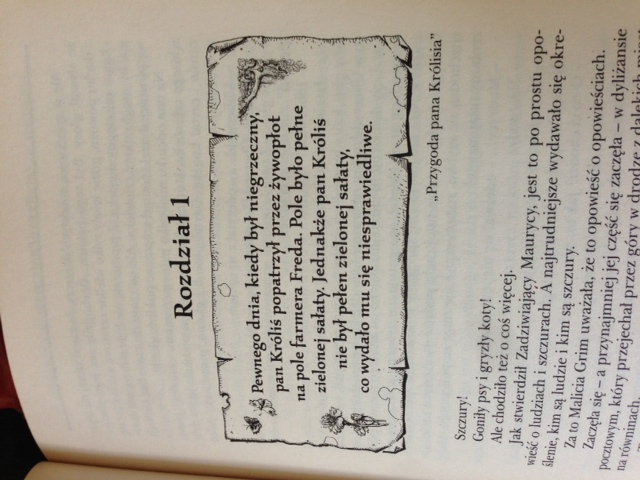 Rozdział 1
Pewnego dnia, kiedy był niegrzeczny,
pan Króliś popatrzył przez żywopłot
na pole farmera Freda. Pole było pełne
zielonej sałaty. Jednakże pan Króliś
nie był pełen zielonej sałaty,
co wydało mu się niesprawiedliwe.
„Przygoda pana Królisia”
Szczury!
Goniły psy i gryzły koty!
Ale chodziło też o coś więcej.
Jak stwierdził Zadziwiający Maurycy, jest to po prostu opo-
wieść o ludziach i szczurach. A najtrudniejsze wydawało się okre-
ślenie, kim są ludzie i kim są szczury.
Za to Malicia Grim uważała, że to opowieść o opowieściach.
Zaczęła się – a przynajmniej jej część się zaczęła – w dyliżansie
pocztowym, który przejechał przez góry w drodze z dalekich miast
na równinach.